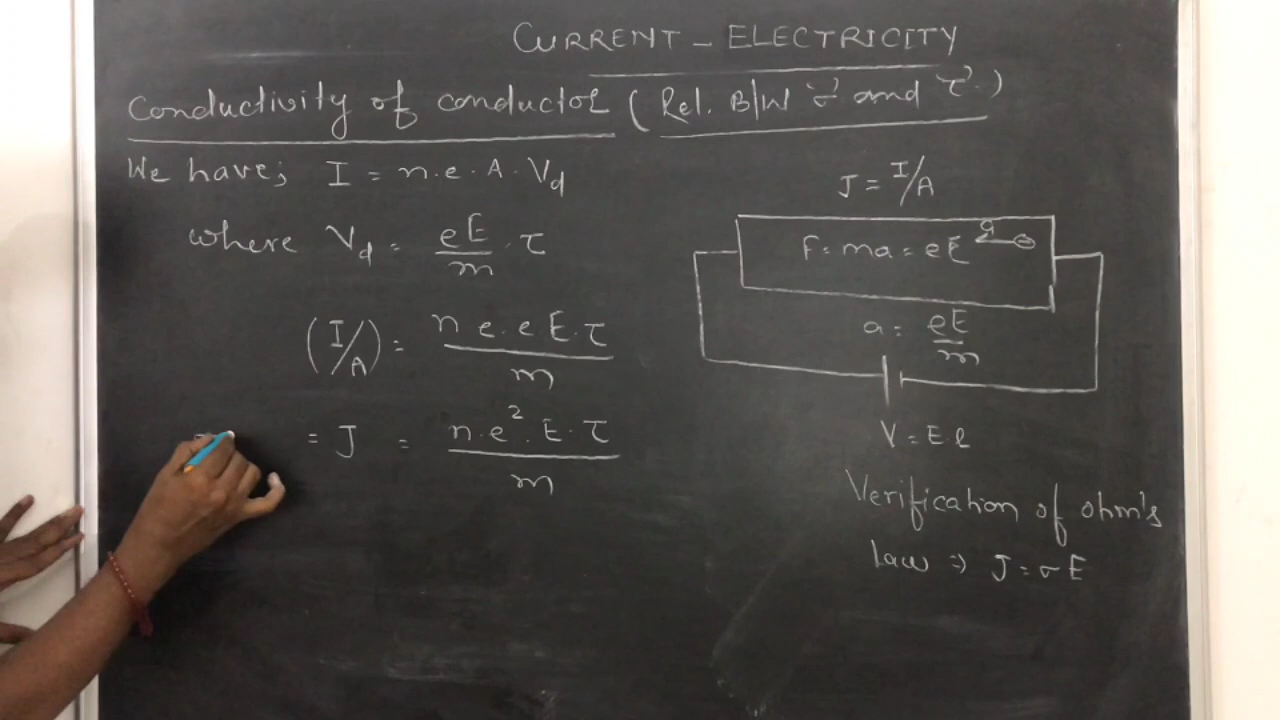 CURRENT - ELECTRICITY
Conductivity of conductor ( Rel. B/W 'σ' and 'τ'. )
We have; I = n.e.A.Vd
where Vd = eE/m . τ
(I/A) = n e.e E.τ / m
= J = n.e².E.τ / m
J = I/A
F = ma = eE a
a = eE/m
V = E.l
Verification of ohm's
law ⇒ J = σE